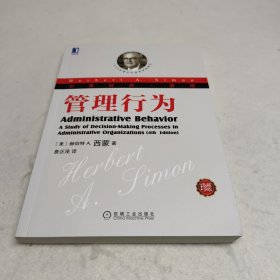 Herbert A. Simon
管理行为
Administrative Behavior
A Study of Decision-Making Processes in
Administrative Organizations (4th Edition)
[美] 赫伯特 A. 西蒙 著
詹正茂 译
Herbert
A. Simon
机械工业出版社
China Machine Press